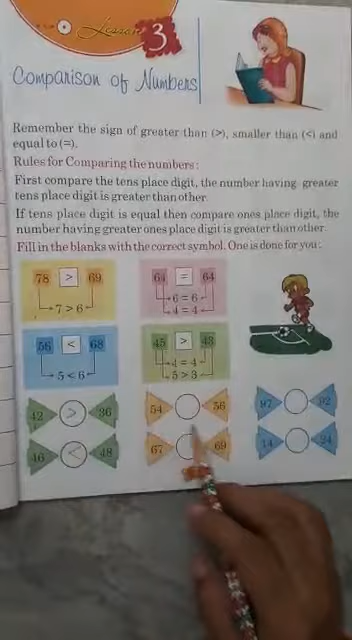 Lesson
3
Comparison of Numbers
Remember the sign of greater than (>), smaller than (<) and
equal to (=).
Rules for Comparing the numbers:
First compare the tens place digit, the number having greater
tens place digit is greater than other.
If tens place digit is equal then compare ones place digit, the
number having greater ones place digit is greater than other.
Fill in the blanks with the correct symbol. One is done for you:
78 > 69
7 > 6
64 = 64
6 = 6
4 = 4
56 < 68
5 < 6
45 > 43
4 = 4
5 > 3
42 > 36
54 56
97 92
46 < 48
67 69
14 24